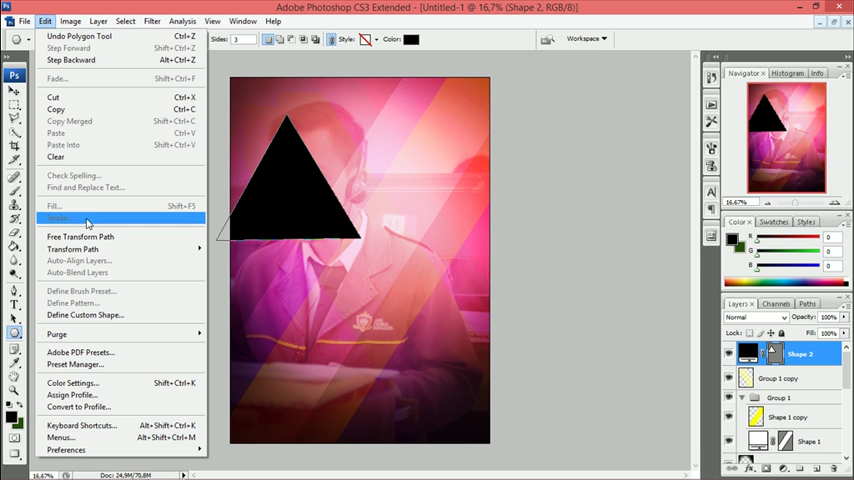 Adobe Photoshop CS3 Extended - [Untitled-1 @ 16,7% (Shape 2, RGB/8)]
Ps File Edit Image Layer Select Filter Analysis View Window Help
Sides: 3 Style: Color: Workspace
Undo Polygon Tool Ctrl+Z
Step Forward Shift+Ctrl+Z
Step Backward Alt+Ctrl+Z
Fade... Shift+Ctrl+F
Cut Ctrl+X
Copy Ctrl+C
Copy Merged Shift+Ctrl+C
Paste Ctrl+V
Paste Into Shift+Ctrl+V
Clear
Check Spelling...
Find and Replace Text...
Fill... Shift+F5
Stroke...
Free Transform Path
Transform Path
Auto-Align Layers...
Auto-Blend Layers
Define Brush Preset...
Define Pattern...
Define Custom Shape...
Purge
Adobe PDF Presets...
Preset Manager...
Color Settings... Shift+Ctrl+K
Assign Profile...
Convert to Profile...
Keyboard Shortcuts... Alt+Shift+Ctrl+K
Menus... Alt+Shift+Ctrl+M
Preferences
Ps
T
16,67% Doc: 24,9M/70,8M
Navigator Histogram Info
16.67%
Color Swatches Styles
R 0
G 0
B 0
Layers Channels Paths
Normal Opacity: 100%
Lock: Fill: 100%
Shape 2
Group 1 copy
Group 1
Shape 1 copy
Shape 1